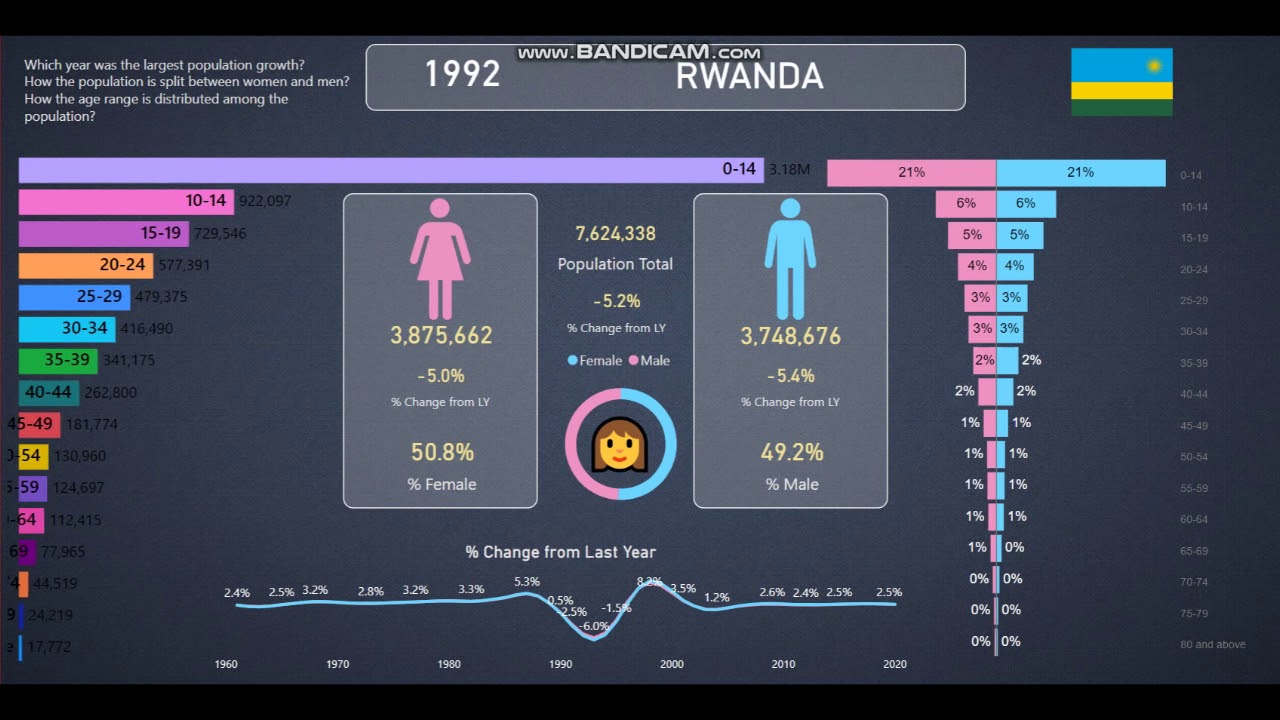 www.BANDICAM.com
Which year was the largest population growth?
How the population is split between women and men?
How the age range is distributed among the
population?
1992
RWANDA
0-14 3.18M
10-14 922,097
15-19 729,546
20-24 577,391
25-29 479,375
30-34 416,490
35-39 341,175
40-44 262,800
45-49 181,774
0-54 130,960
5-59 124,697
-64 112,415
69 77,965
4 44,519
9 24,219
e 17,772
3,875,662
-5.0%
% Change from LY
50.8%
% Female
7,624,338
Population Total
-5.2%
% Change from LY
Female Male
3,748,676
-5.4%
% Change from LY
49.2%
% Male
21% 21% 0-14
6% 6% 10-14
5% 5% 15-19
4% 4% 20-24
3% 3% 25-29
3% 3% 30-34
2% 2% 35-39
2% 2% 40-44
1% 1% 45-49
1% 1% 50-54
1% 1% 55-59
1% 1% 60-64
1% 0% 65-69
0% 0% 70-74
0% 0% 75-79
0% 0% 80 and above
% Change from Last Year
2.4% 2.5% 3.2% 2.8% 3.2% 3.3% 5.3% 0.5% -2.5% -6.0% -1.5% 8.2% 3.5% 1.2% 2.6% 2.4% 2.5% 2.5%
1960 1970 1980 1990 2000 2010 2020